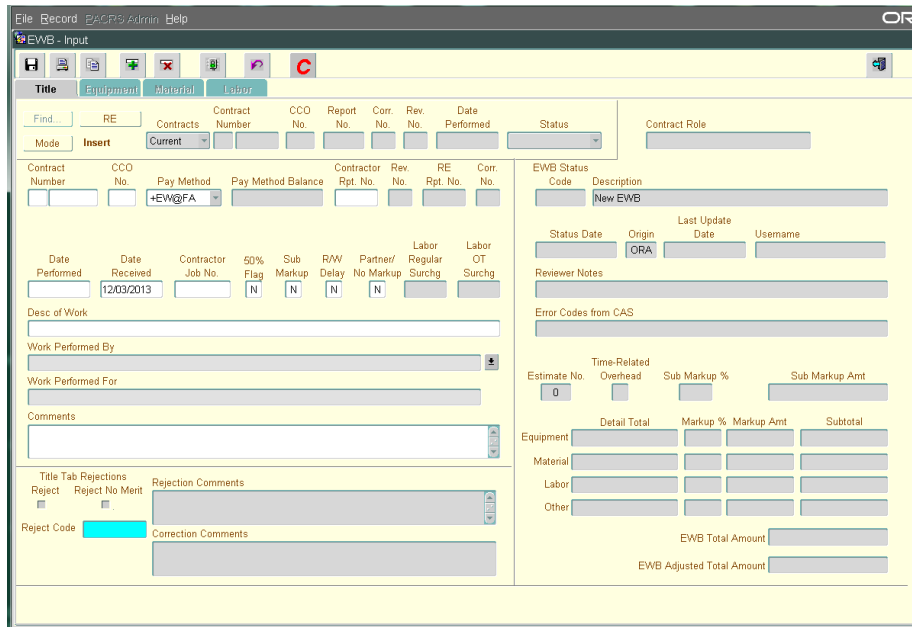 File Record PACRS Admin Help
EWB - Input
C
Title Equipment Material Labor
Find... RE Contracts Contract Number CCO No. Report No. Corr. No. Rev. No. Date Performed Status Contract Role
Mode Insert Current
Contract Number CCO No. Pay Method Pay Method Balance Contractor Rpt. No. Rev. No. RE Rpt. No. Corr. No.
+EW@FA
EWB Status
Code Description
New EWB
Status Date Origin Last Update Date Username
ORA
Date Performed Date Received Contractor Job No. 50% Flag Sub Markup R/W Delay Partner/ No Markup Labor Regular Surchg Labor OT Surchg
12/03/2013 N N N N
Reviewer Notes
Desc of Work
Error Codes from CAS
Work Performed By
Work Performed For
Estimate No. Time-Related Overhead Sub Markup % Sub Markup Amt
0
Comments
Detail Total Markup % Markup Amt Subtotal
Equipment
Material
Labor
Other
Title Tab Rejections
Reject Reject No Merit Rejection Comments
Reject Code
Correction Comments
EWB Total Amount
EWB Adjusted Total Amount